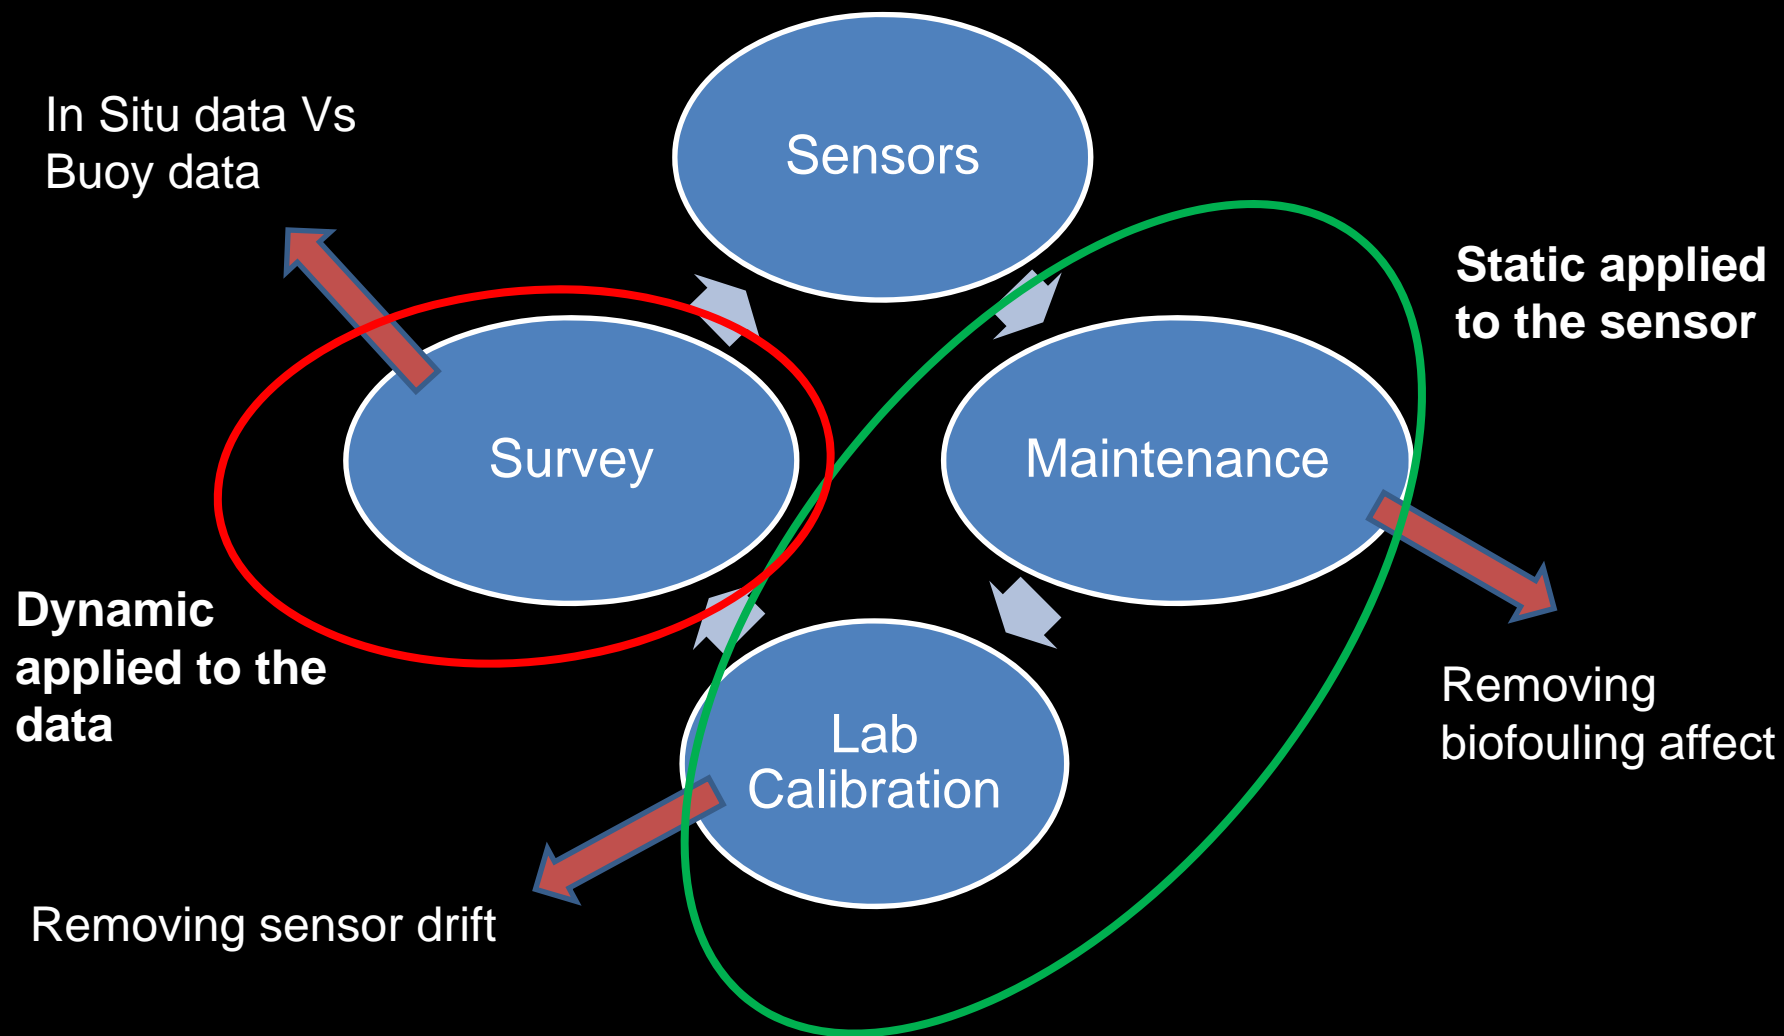 Sensors
In Situ data Vs
Buoy data
Static applied
to the sensor
Survey
Maintenance
Dynamic
applied to the
data
Removing
biofouling affect
Lab
Calibration
Removing sensor drift